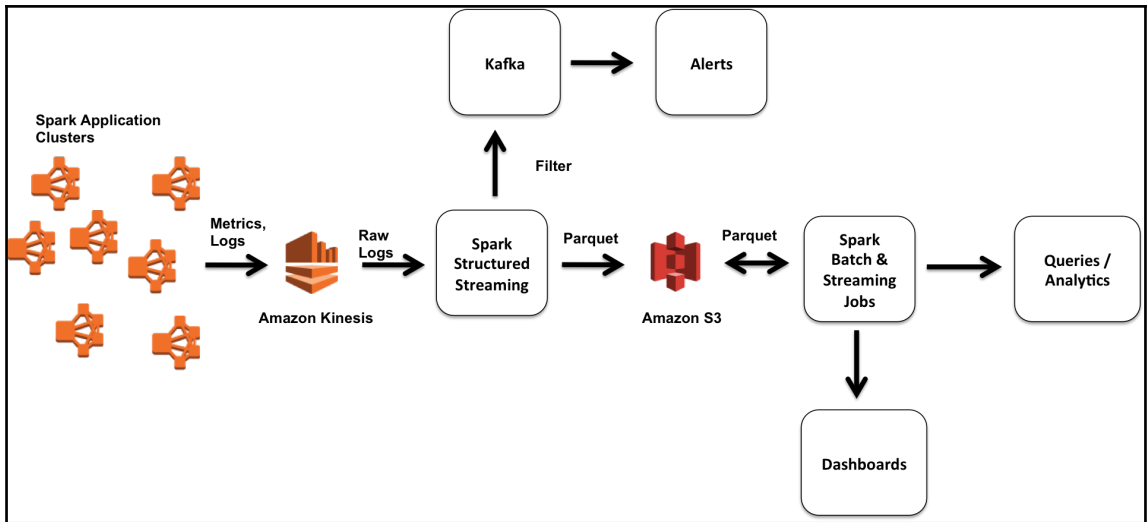 Kafka
Alerts
Spark Application
Clusters
Filter
Metrics,
Logs
Amazon Kinesis
Raw
Logs
Spark
Structured
Streaming
Parquet
Amazon S3
Parquet
Spark
Batch &
Streaming
Jobs
Queries /
Analytics
Dashboards